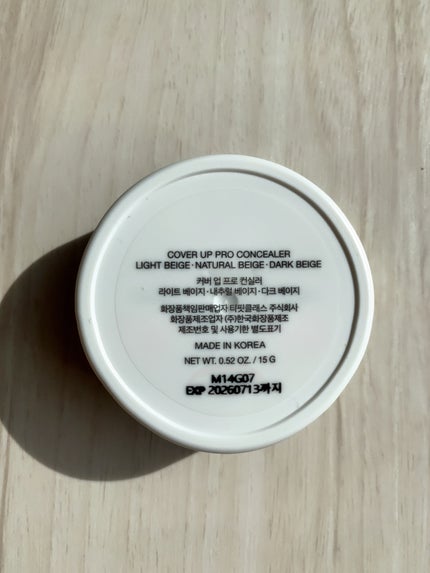 COVER UP PRO CONCEALER
LIGHT BEIGE · NATURAL BEIGE · DARK BEIGE
커버 업 프로 컨실러
라이트 베이지 · 내추럴 베이지 · 다크 베이지
화장품책임판매업자 티핏클래스 주식회사
화장품제조업자 (주)한국화장품제조
제조번호 및 사용기한 별도표기
MADE IN KOREA
NET WT. 0.52 OZ. / 15 G
M14G07
EXP 20260713까지